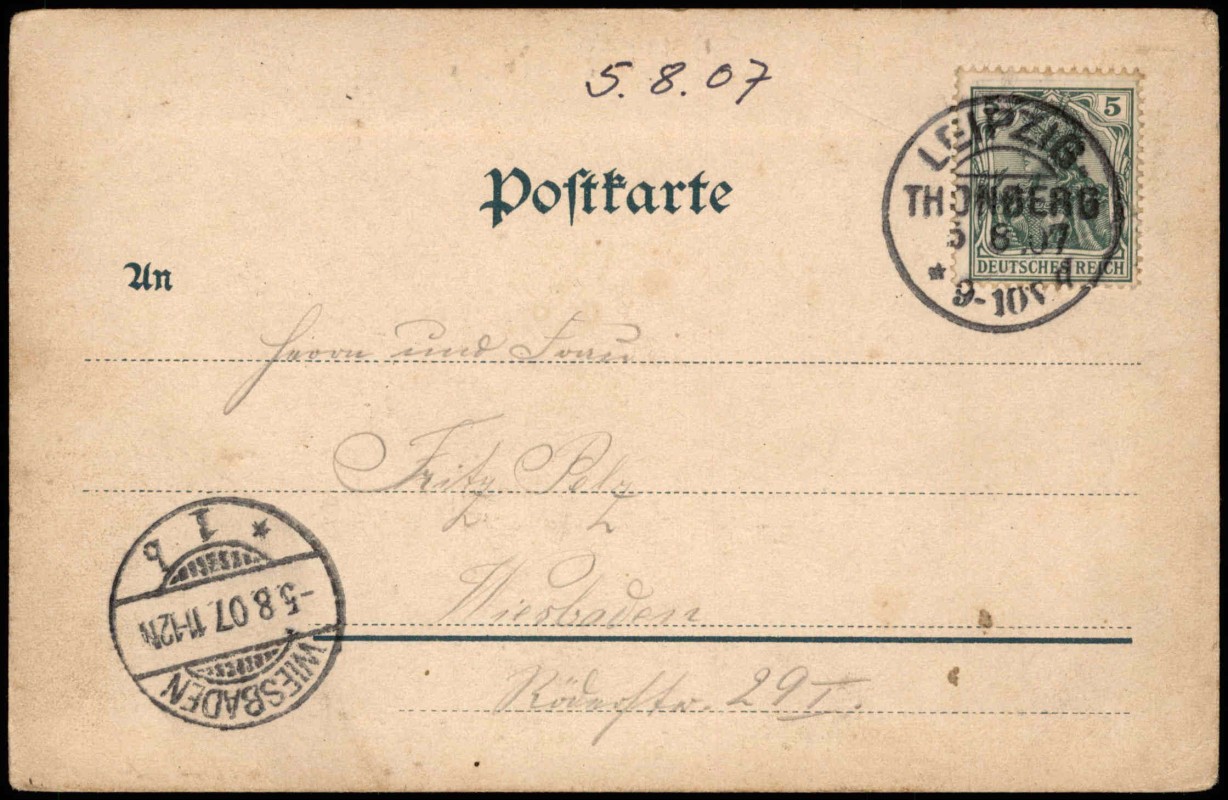 5.8.07
Postkarte
5
DEUTSCHES REICH
LEIPZIG-
THONBERG
5 8 07
* 9-10 V. d
An
Herrn und Frau
Fritz Pelz
Wiesbaden
Röderstr. 29 I.
* 1 b
-5.8.07. 11-12N
WIESBADEN